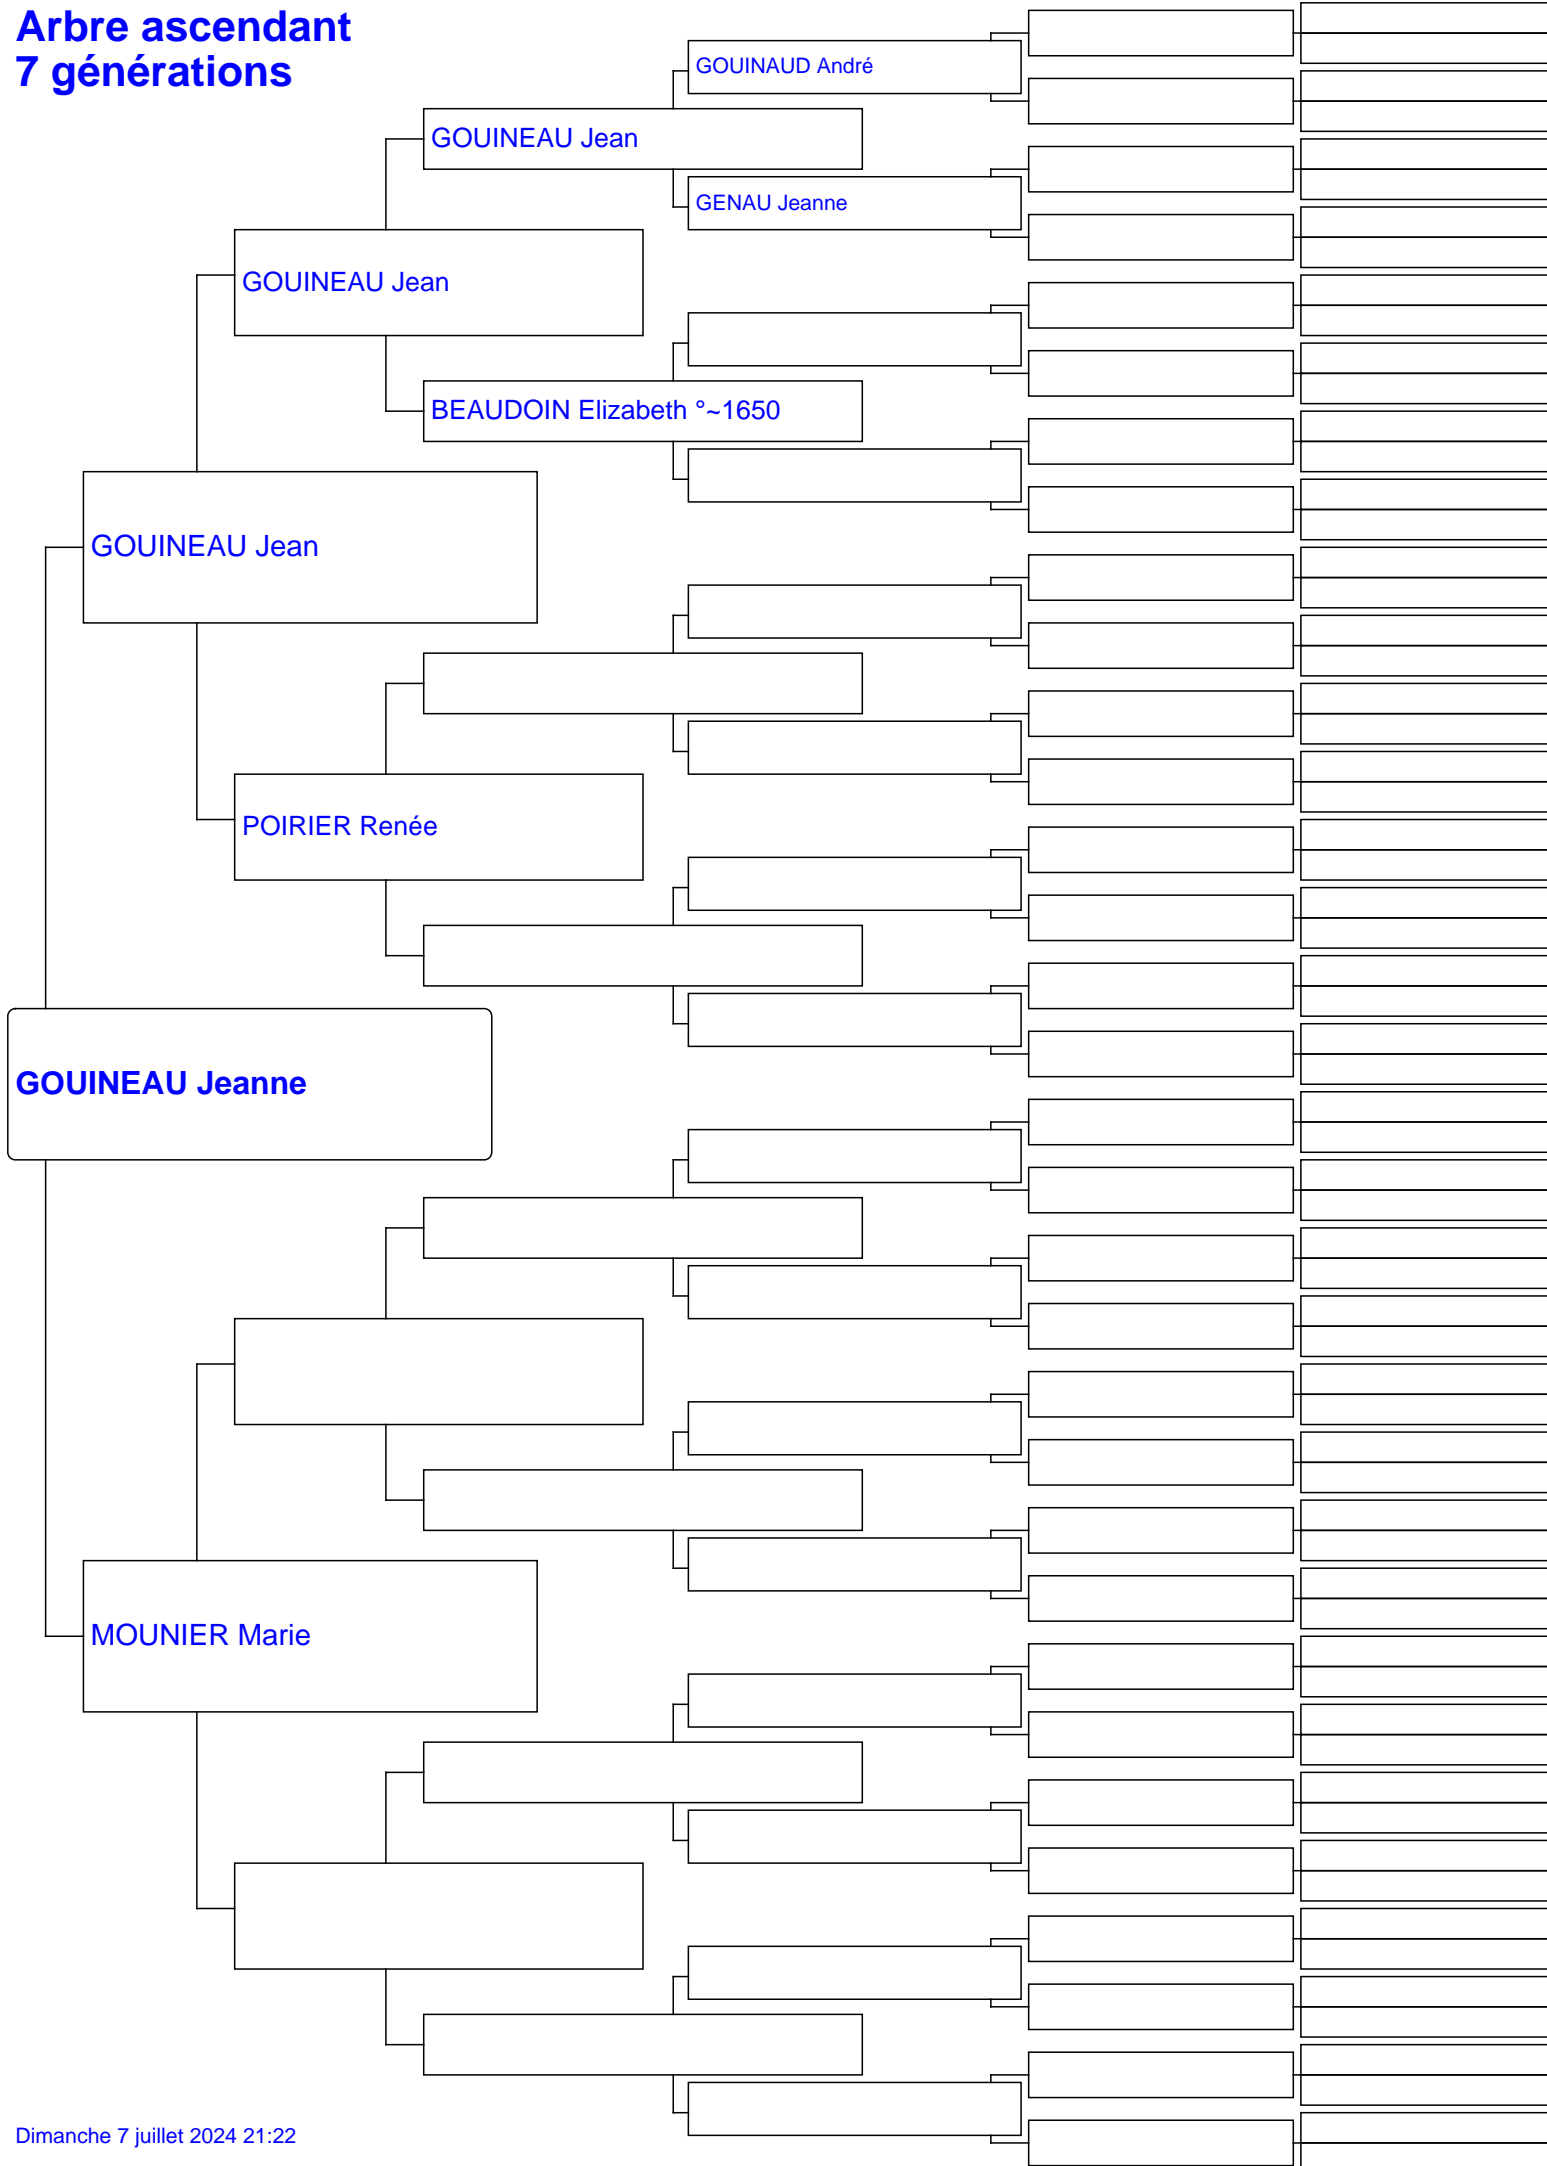 Arbre ascendant
7 générations
GOUINAUD André
GOUINEAU Jean
GENAU Jeanne
GOUINEAU Jean
BEAUDOIN Elizabeth °~1650
GOUINEAU Jean
POIRIER Renée
GOUINEAU Jeanne
MOUNIER Marie
Dimanche 7 juillet 2024 21:22